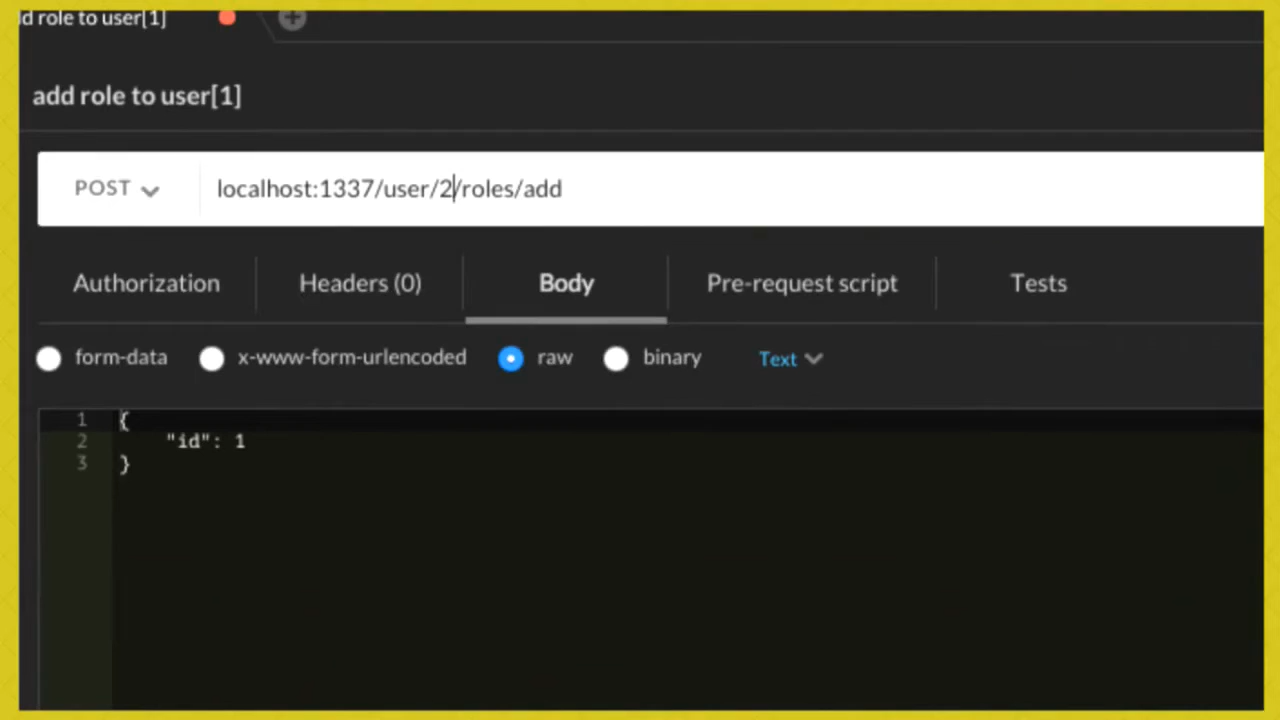 d role to user[1]
add role to user[1]
POST localhost:1337/user/2/roles/add
Authorization Headers (0) Body Pre-request script Tests
form-data x-www-form-urlencoded raw binary Text
1 {
2 "id": 1
3 }